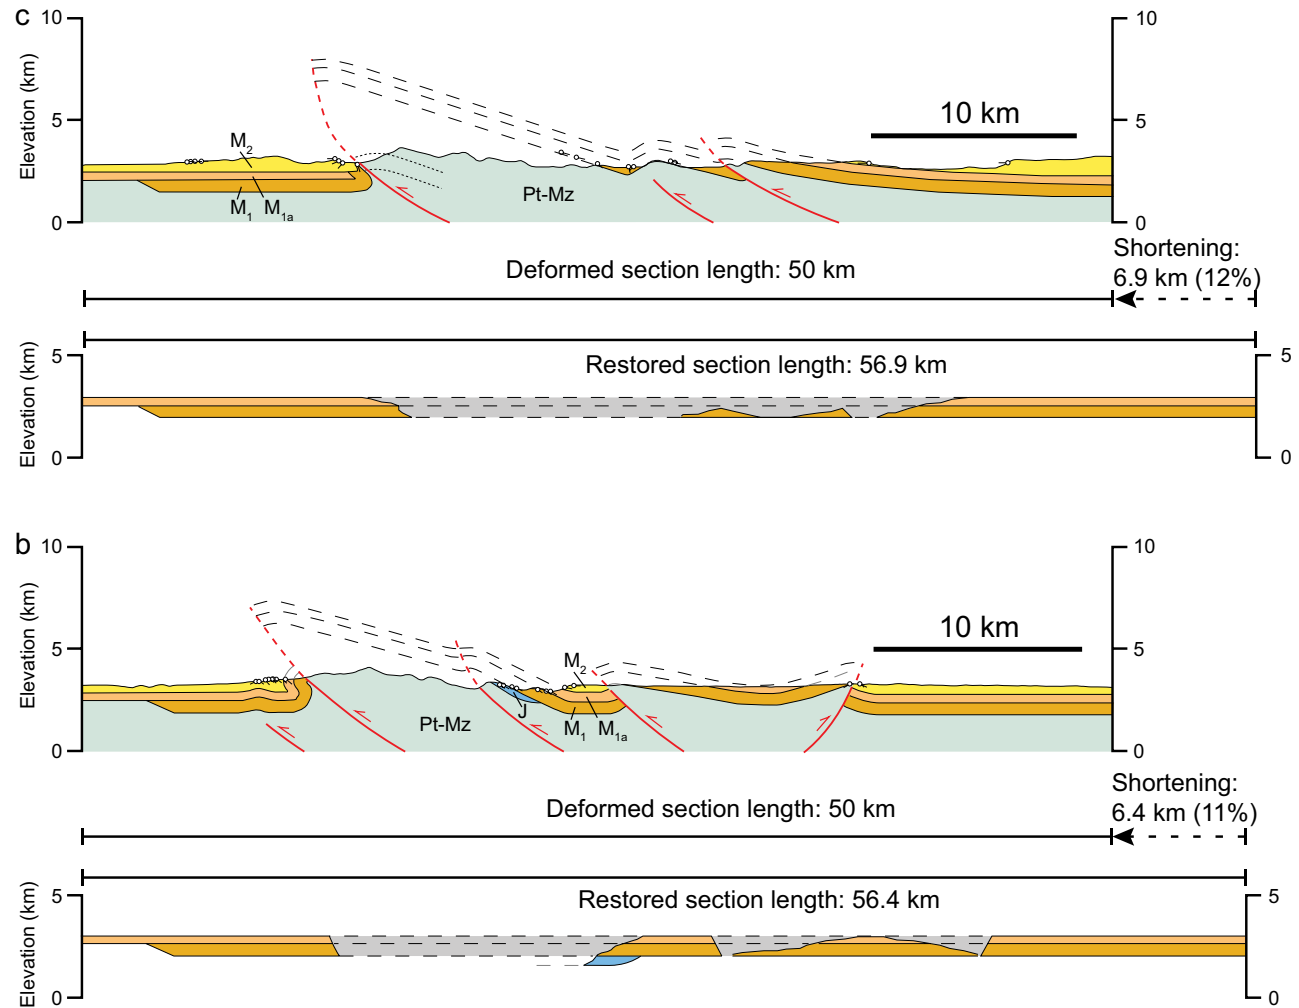 c
10
5
0
Elevation (km)
M2
M1
M1a
Pt-Mz
10 km
10
5
0
Shortening:
6.9 km (12%)
Deformed section length: 50 km
Restored section length: 56.9 km
5
0
Elevation (km)
5
0
b
10
5
0
Elevation (km)
Pt-Mz
J
M2
M1
M1a
10 km
10
5
0
Shortening:
6.4 km (11%)
Deformed section length: 50 km
Restored section length: 56.4 km
5
0
Elevation (km)
5
0